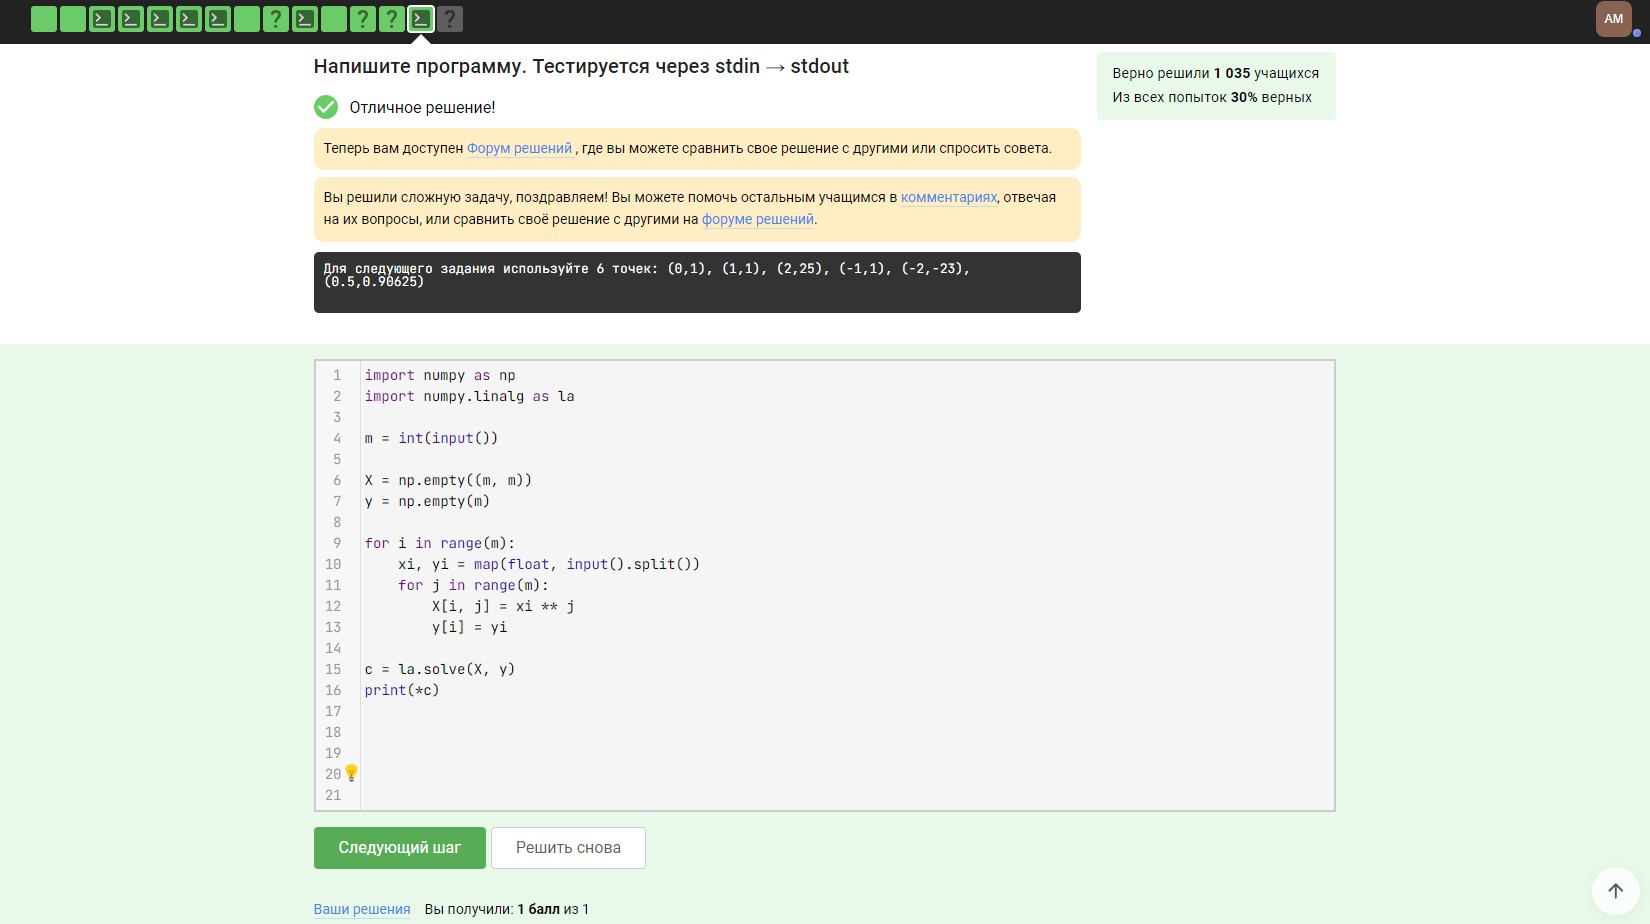 ? ? ? ?
AM
Напишите программу. Тестируется через stdin → stdout
Верно решили 1 035 учащихся
Из всех попыток 30% верных
Отличное решение!
Теперь вам доступен Форум решений , где вы можете сравнить свое решение с другими или спросить совета.
Вы решили сложную задачу, поздравляем! Вы можете помочь остальным учащимся в комментариях, отвечая
на их вопросы, или сравнить своё решение с другими на форуме решений.
Для следующего задания используйте 6 точек: (0,1), (1,1), (2,25), (-1,1), (-2,-23),
(0.5,0.90625)
1 import numpy as np
2 import numpy.linalg as la
3
4 m = int(input())
5
6 X = np.empty((m, m))
7 y = np.empty(m)
8
9 for i in range(m):
10     xi, yi = map(float, input().split())
11     for j in range(m):
12         X[i, j] = xi ** j
13         y[i] = yi
14
15 c = la.solve(X, y)
16 print(*c)
17
18
19
20
21
Следующий шаг Решить снова
Ваши решения Вы получили: 1 балл из 1